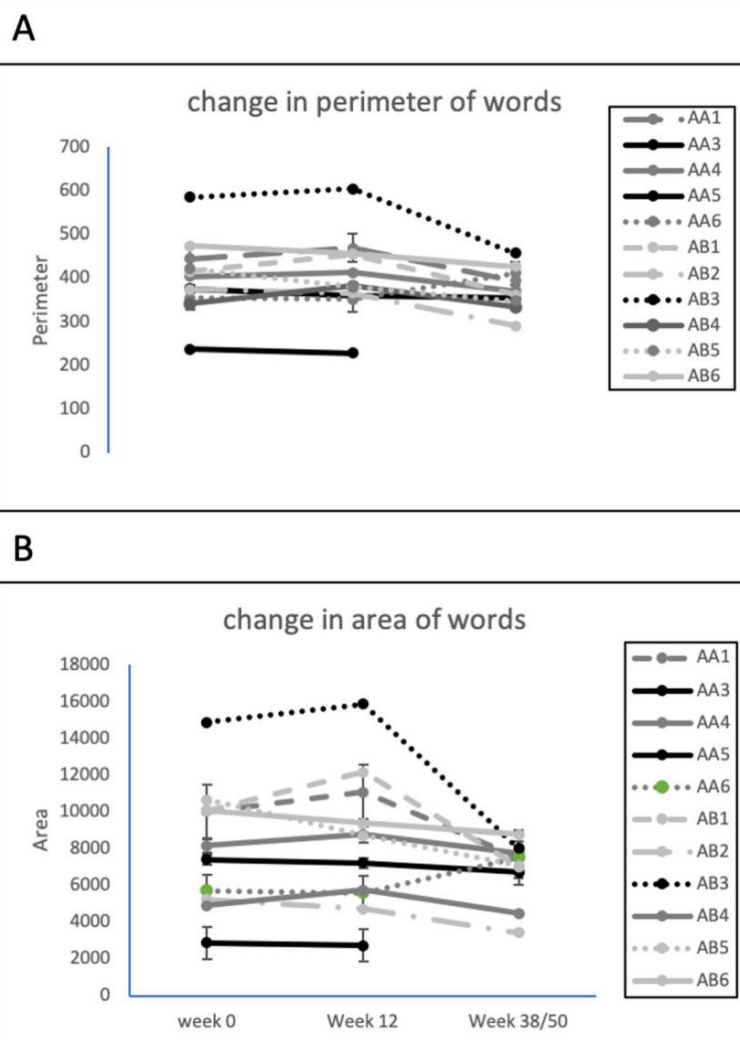 A
change in perimeter of words
700
600
500
400
300
200
100
0
Perimeter
AA1
AA3
AA4
AA5
AA6
AB1
AB2
AB3
AB4
AB5
AB6
B
change in area of words
18000
16000
14000
12000
10000
8000
6000
4000
2000
0
Area
week 0 Week 12 Week 38/50
AA1
AA3
AA4
AA5
AA6
AB1
AB2
AB3
AB4
AB5
AB6